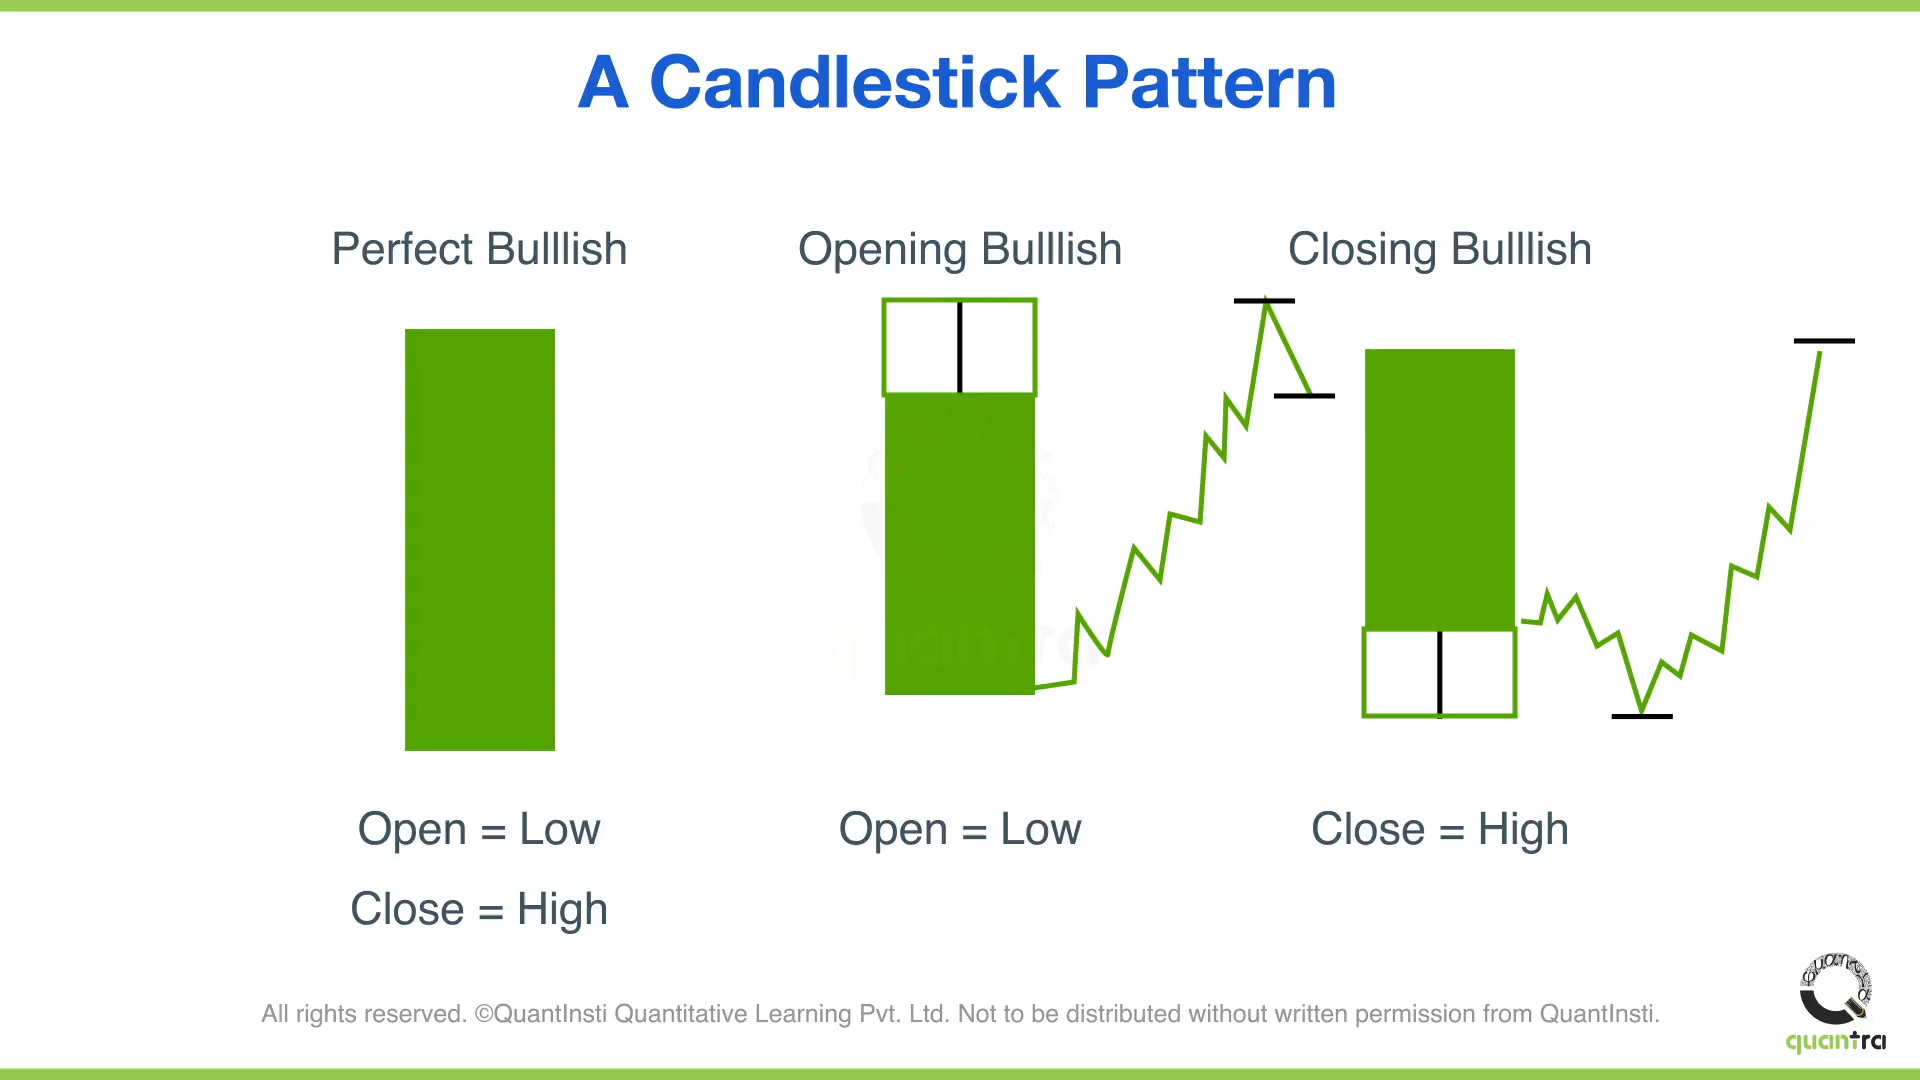 A Candlestick Pattern
Perfect Bulllish
Opening Bulllish
Closing Bulllish
Open = Low
Open = Low
Close = High
Close = High
All rights reserved. ©QuantInsti Quantitative Learning Pvt. Ltd. Not to be distributed without written permission from QuantInsti.
quantra
quantra